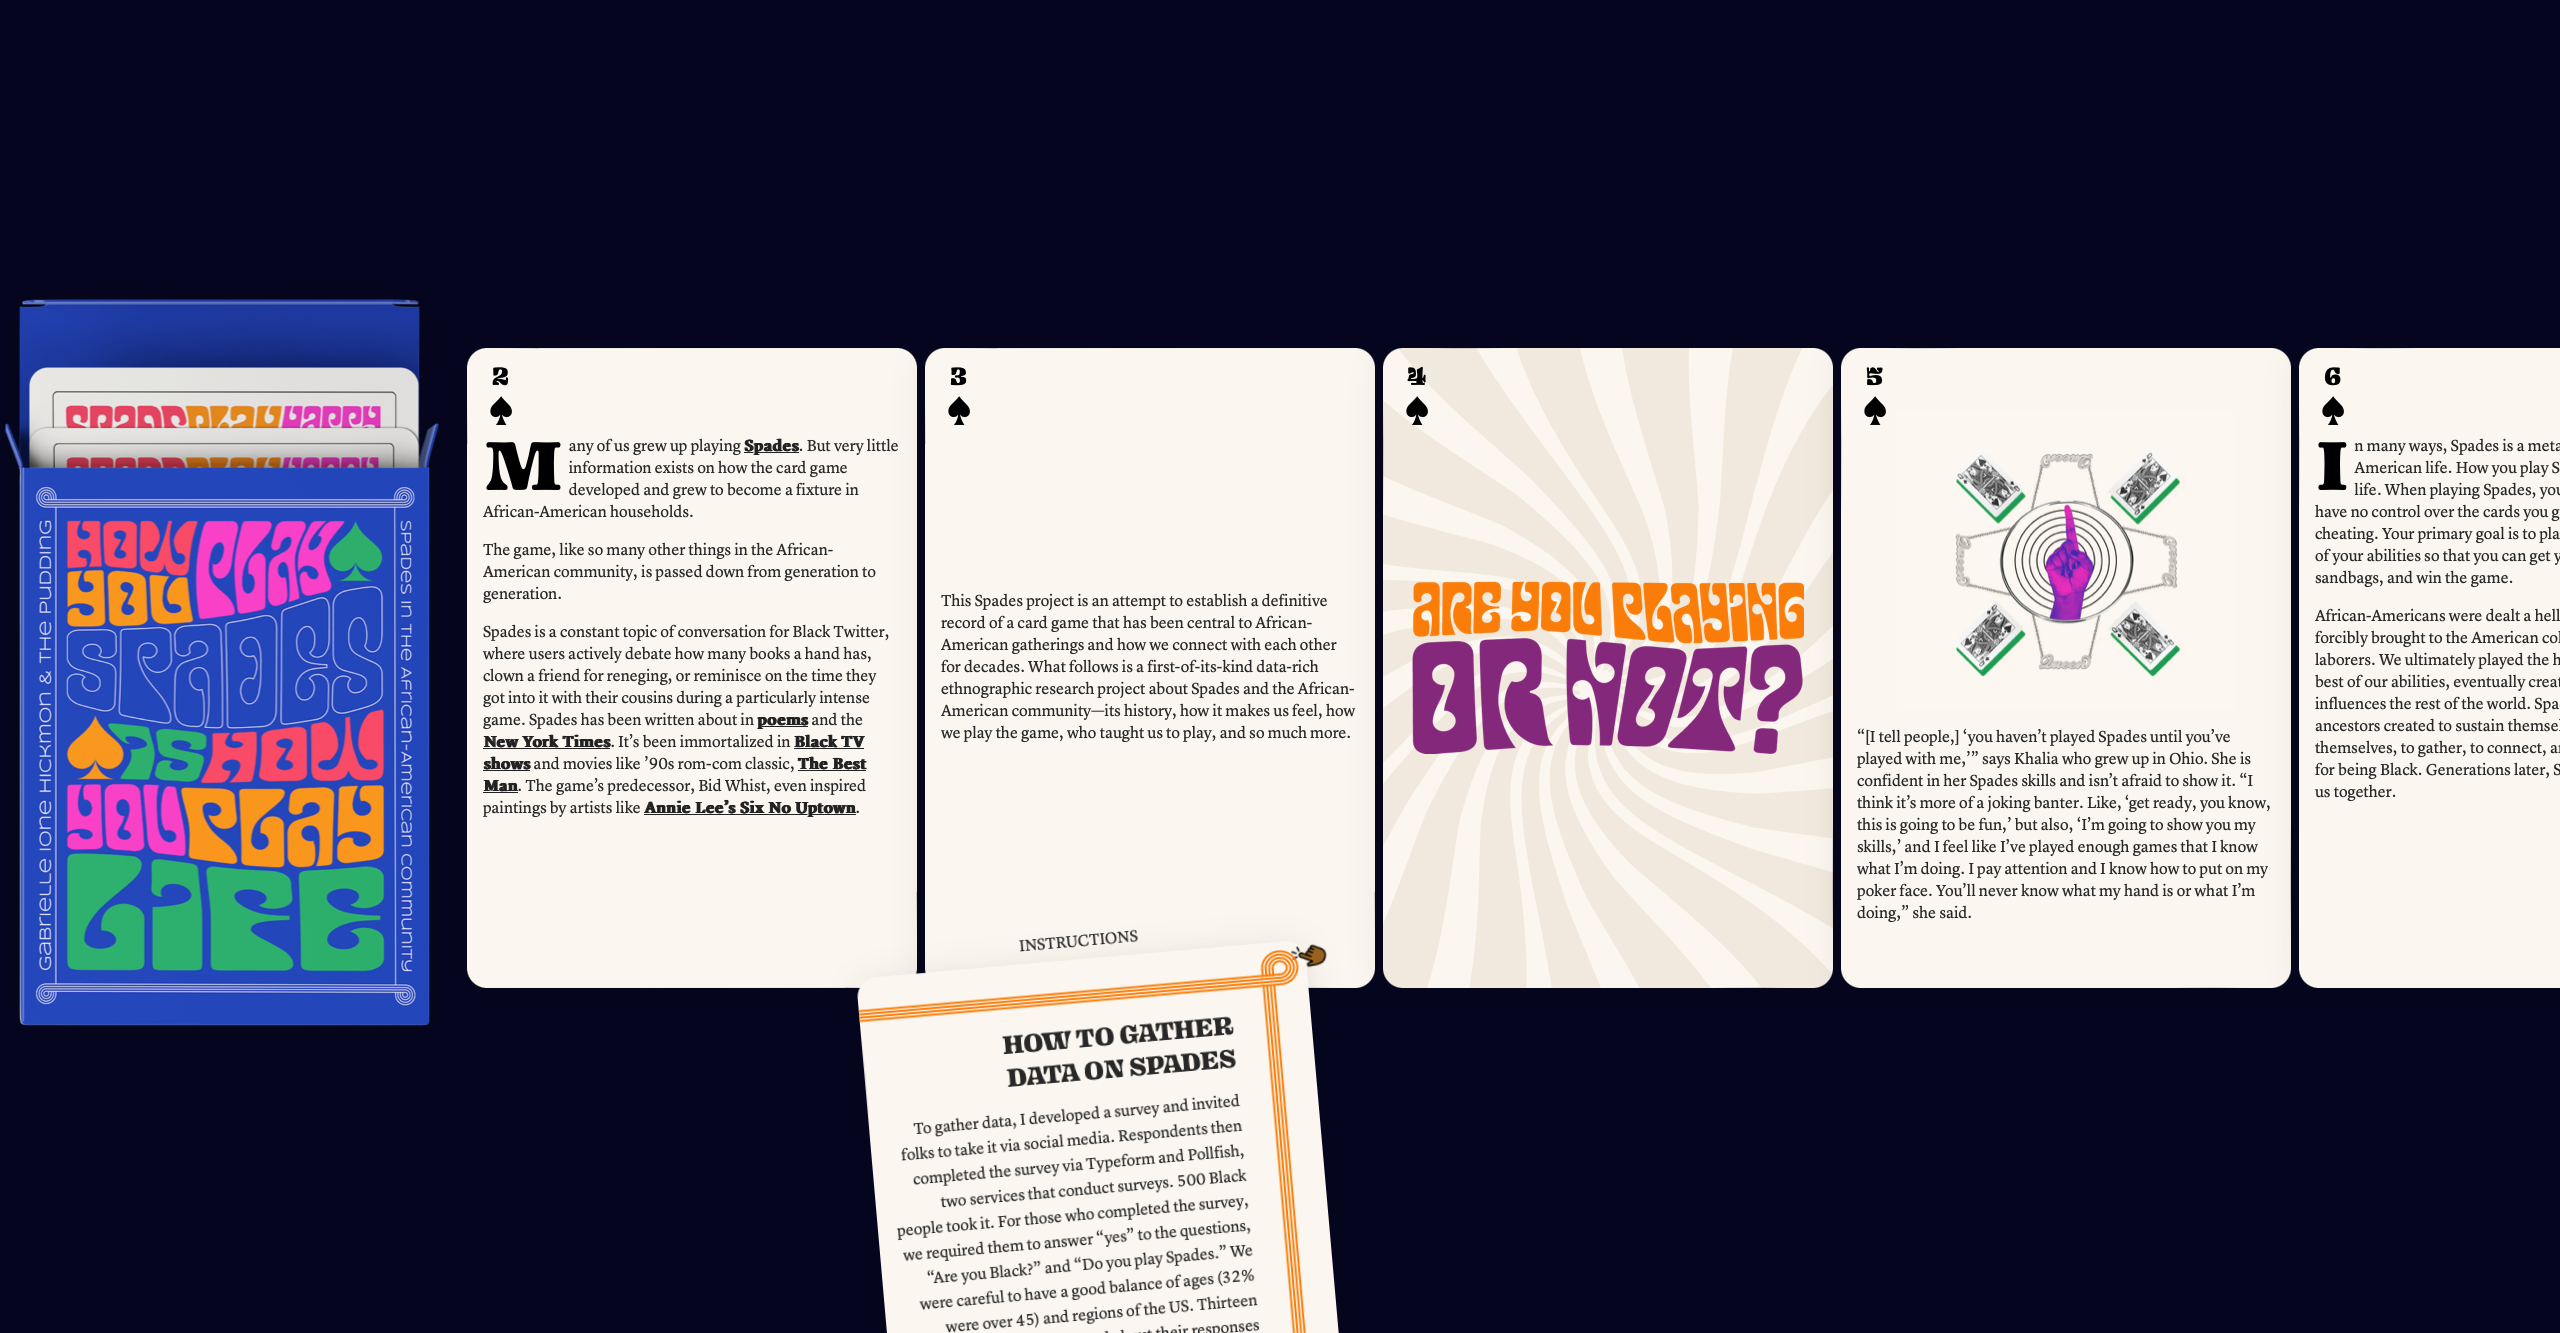 SPADES PLAY HAPPY
GABRIELLE IONE HICKMON & THE PUDDING
HOW
YOU PLAY
SPADES
IS HOW
YOU PLAY
LIFE
SPADES IN THE AFRICAN-AMERICAN COMMUNITY
2
Many of us grew up playing Spades. But very little
information exists on how the card game
developed and grew to become a fixture in
African-American households.
The game, like so many other things in the African-
American community, is passed down from generation to
generation.
Spades is a constant topic of conversation for Black Twitter,
where users actively debate how many books a hand has,
clown a friend for reneging, or reminisce on the time they
got into it with their cousins during a particularly intense
game. Spades has been written about in poems and the
New York Times. It’s been immortalized in Black TV
shows and movies like ’90s rom-com classic, The Best
Man. The game’s predecessor, Bid Whist, even inspired
paintings by artists like Annie Lee’s Six No Uptown.
3
This Spades project is an attempt to establish a definitive
record of a card game that has been central to African-
American gatherings and how we connect with each other
for decades. What follows is a first-of-its-kind data-rich
ethnographic research project about Spades and the African-
American community—its history, how it makes us feel, how
we play the game, who taught us to play, and so much more.
INSTRUCTIONS
HOW TO GATHER
DATA ON SPADES
To gather data, I developed a survey and invited
folks to take it via social media. Respondents then
completed the survey via Typeform and Pollfish,
two services that conduct surveys. 500 Black
people took it. For those who completed the survey,
we required them to answer “yes” to the questions,
“Are you Black?” and “Do you play Spades.” We
were careful to have a good balance of ages (32%
were over 45) and regions of the US. Thirteen
their responses
4
ARE YOU PLAYING
OR NOT?
5
“[I tell people,] ‘you haven’t played Spades until you’ve
played with me,’” says Khalia who grew up in Ohio. She is
confident in her Spades skills and isn’t afraid to show it. “I
think it’s more of a joking banter. Like, ‘get ready, you know,
this is going to be fun,’ but also, ‘I’m going to show you my
skills,’ and I feel like I’ve played enough games that I know
what I’m doing. I pay attention and I know how to put on my
poker face. You’ll never know what my hand is or what I’m
doing,” she said.
6
In many ways, Spades is a meta
American life. How you play S
life. When playing Spades, you
have no control over the cards you g
cheating. Your primary goal is to pla
of your abilities so that you can get y
sandbags, and win the game.
African-Americans were dealt a hell
forcibly brought to the American col
laborers. We ultimately played the h
best of our abilities, eventually creat
influences the rest of the world. Spa
ancestors created to sustain themsel
themselves, to gather, to connect, a
for being Black. Generations later, S
us together.